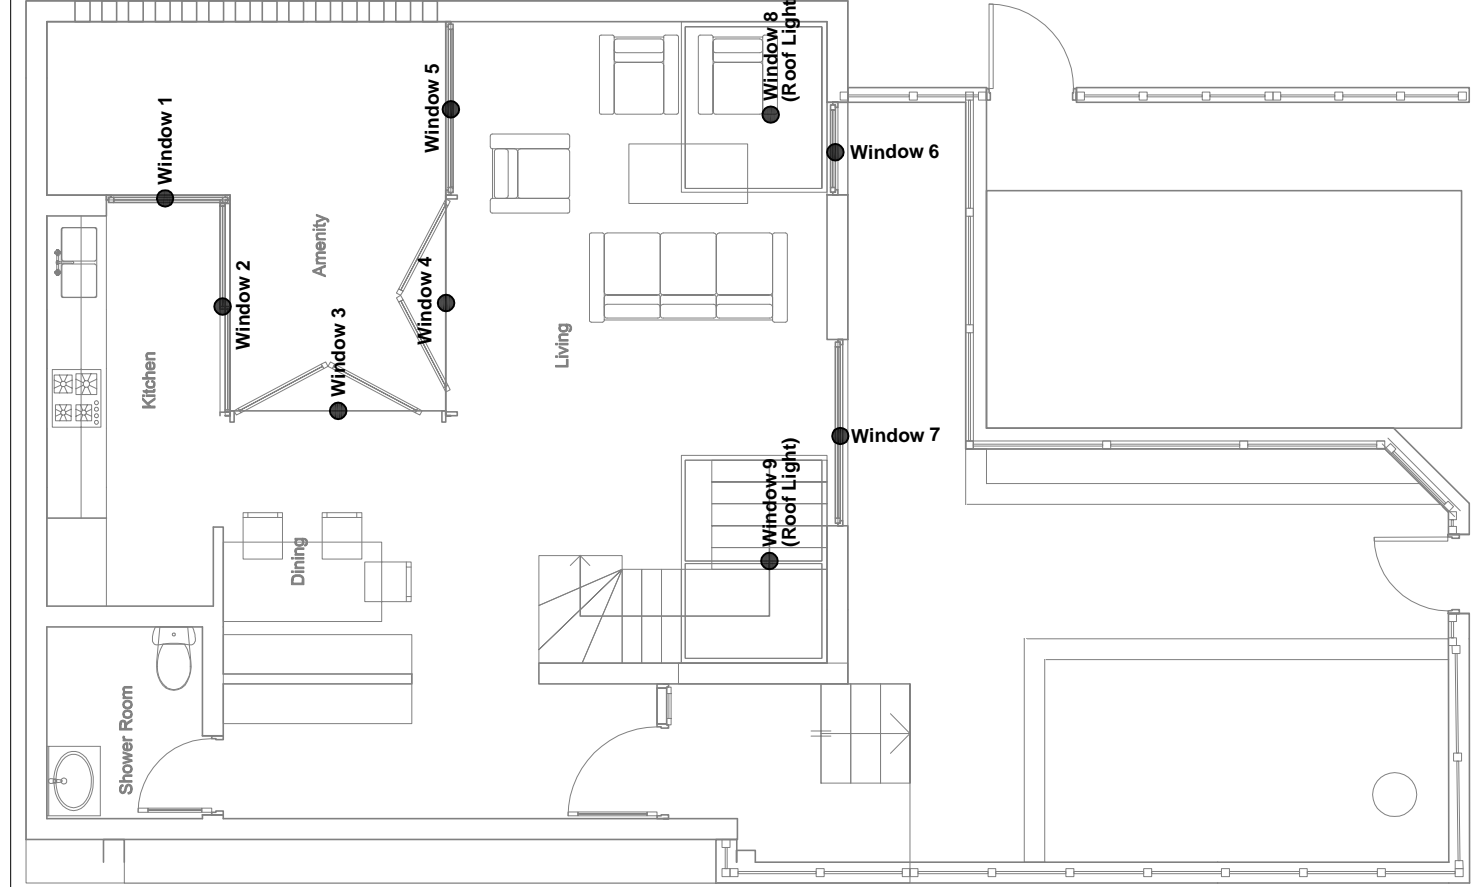 Window 1
Window 5
Window 8
(Roof Light
Window 6
Amenity
Window 2
Window 4
Window 3
Living
Kitchen
Window 7
Window 9
(Roof Light)
Dining
Shower Room